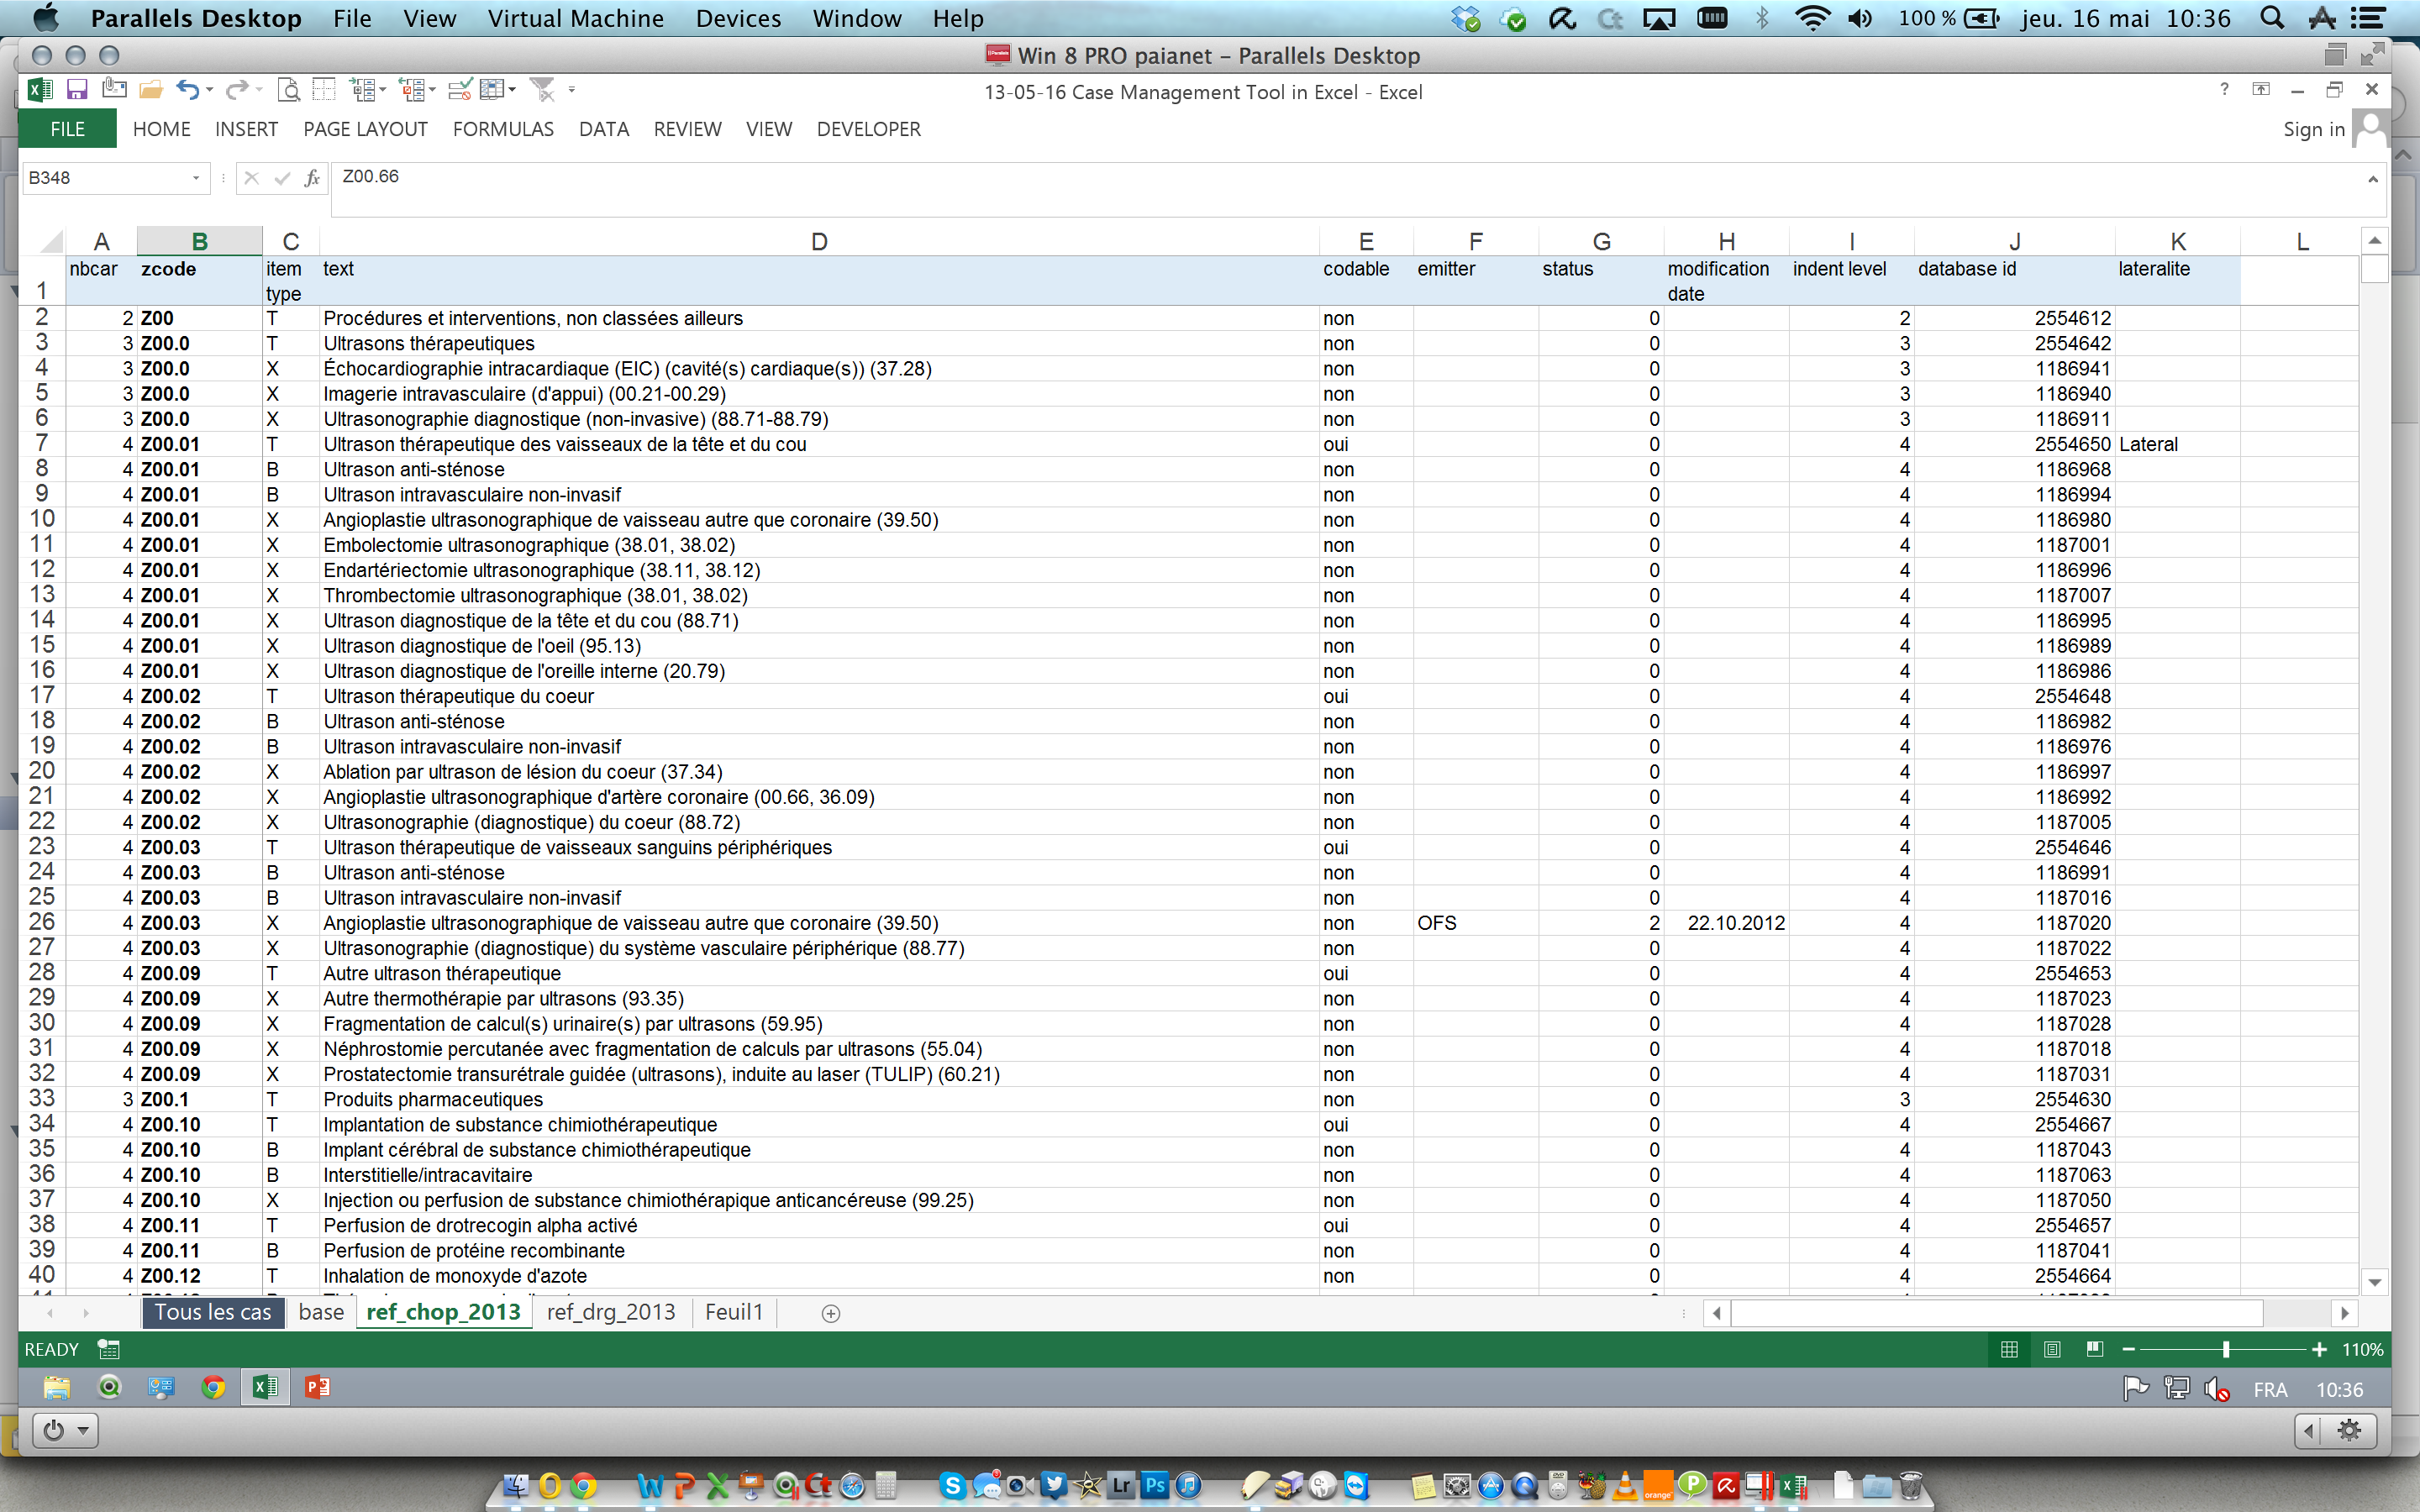 Parallels Desktop File View Virtual Machine Devices Window Help 100 % jeu. 16 mai 10:36
Win 8 PRO paianet – Parallels Desktop
13-05-16 Case Management Tool in Excel - Excel
FILE HOME INSERT PAGE LAYOUT FORMULAS DATA REVIEW VIEW DEVELOPER Sign in
B348 fx Z00.66
A B C D E F G H I J K L
1 nbcar zcode item type text codable emitter status modification date indent level database id lateralite
2 2 Z00 T Procédures et interventions, non classées ailleurs non 0 2 2554612
3 3 Z00.0 T Ultrasons thérapeutiques non 0 3 2554642
4 3 Z00.0 X Échocardiographie intracardiaque (EIC) (cavité(s) cardiaque(s)) (37.28) non 0 3 1186941
5 3 Z00.0 X Imagerie intravasculaire (d'appui) (00.21-00.29) non 0 3 1186940
6 3 Z00.0 X Ultrasonographie diagnostique (non-invasive) (88.71-88.79) non 0 3 1186911
7 4 Z00.01 T Ultrason thérapeutique des vaisseaux de la tête et du cou oui 0 4 2554650 Lateral
8 4 Z00.01 B Ultrason anti-sténose non 0 4 1186968
9 4 Z00.01 B Ultrason intravasculaire non-invasif non 0 4 1186994
10 4 Z00.01 X Angioplastie ultrasonographique de vaisseau autre que coronaire (39.50) non 0 4 1186980
11 4 Z00.01 X Embolectomie ultrasonographique (38.01, 38.02) non 0 4 1187001
12 4 Z00.01 X Endartériectomie ultrasonographique (38.11, 38.12) non 0 4 1186996
13 4 Z00.01 X Thrombectomie ultrasonographique (38.01, 38.02) non 0 4 1187007
14 4 Z00.01 X Ultrason diagnostique de la tête et du cou (88.71) non 0 4 1186995
15 4 Z00.01 X Ultrason diagnostique de l'oeil (95.13) non 0 4 1186989
16 4 Z00.01 X Ultrason diagnostique de l'oreille interne (20.79) non 0 4 1186986
17 4 Z00.02 T Ultrason thérapeutique du coeur oui 0 4 2554648
18 4 Z00.02 B Ultrason anti-sténose non 0 4 1186982
19 4 Z00.02 B Ultrason intravasculaire non-invasif non 0 4 1186976
20 4 Z00.02 X Ablation par ultrason de lésion du coeur (37.34) non 0 4 1186997
21 4 Z00.02 X Angioplastie ultrasonographique d'artère coronaire (00.66, 36.09) non 0 4 1186992
22 4 Z00.02 X Ultrasonographie (diagnostique) du coeur (88.72) non 0 4 1187005
23 4 Z00.03 T Ultrason thérapeutique de vaisseaux sanguins périphériques oui 0 4 2554646
24 4 Z00.03 B Ultrason anti-sténose non 0 4 1186991
25 4 Z00.03 B Ultrason intravasculaire non-invasif non 0 4 1187016
26 4 Z00.03 X Angioplastie ultrasonographique de vaisseau autre que coronaire (39.50) non OFS 2 22.10.2012 4 1187020
27 4 Z00.03 X Ultrasonographie (diagnostique) du système vasculaire périphérique (88.77) non 0 4 1187022
28 4 Z00.09 T Autre ultrason thérapeutique oui 0 4 2554653
29 4 Z00.09 X Autre thermothérapie par ultrasons (93.35) non 0 4 1187023
30 4 Z00.09 X Fragmentation de calcul(s) urinaire(s) par ultrasons (59.95) non 0 4 1187028
31 4 Z00.09 X Néphrostomie percutanée avec fragmentation de calculs par ultrasons (55.04) non 0 4 1187018
32 4 Z00.09 X Prostatectomie transurétrale guidée (ultrasons), induite au laser (TULIP) (60.21) non 0 4 1187031
33 3 Z00.1 T Produits pharmaceutiques non 0 3 2554630
34 4 Z00.10 T Implantation de substance chimiothérapeutique oui 0 4 2554667
35 4 Z00.10 B Implant cérébral de substance chimiothérapeutique non 0 4 1187043
36 4 Z00.10 B Interstitielle/intracavitaire non 0 4 1187063
37 4 Z00.10 X Injection ou perfusion de substance chimiothérapique anticancéreuse (99.25) non 0 4 1187050
38 4 Z00.11 T Perfusion de drotrecogin alpha activé oui 0 4 2554657
39 4 Z00.11 B Perfusion de protéine recombinante non 0 4 1187041
40 4 Z00.12 T Inhalation de monoxyde d'azote non 0 4 2554664
Tous les cas base ref_chop_2013 ref_drg_2013 Feuil1
READY 110%
FRA 10:36